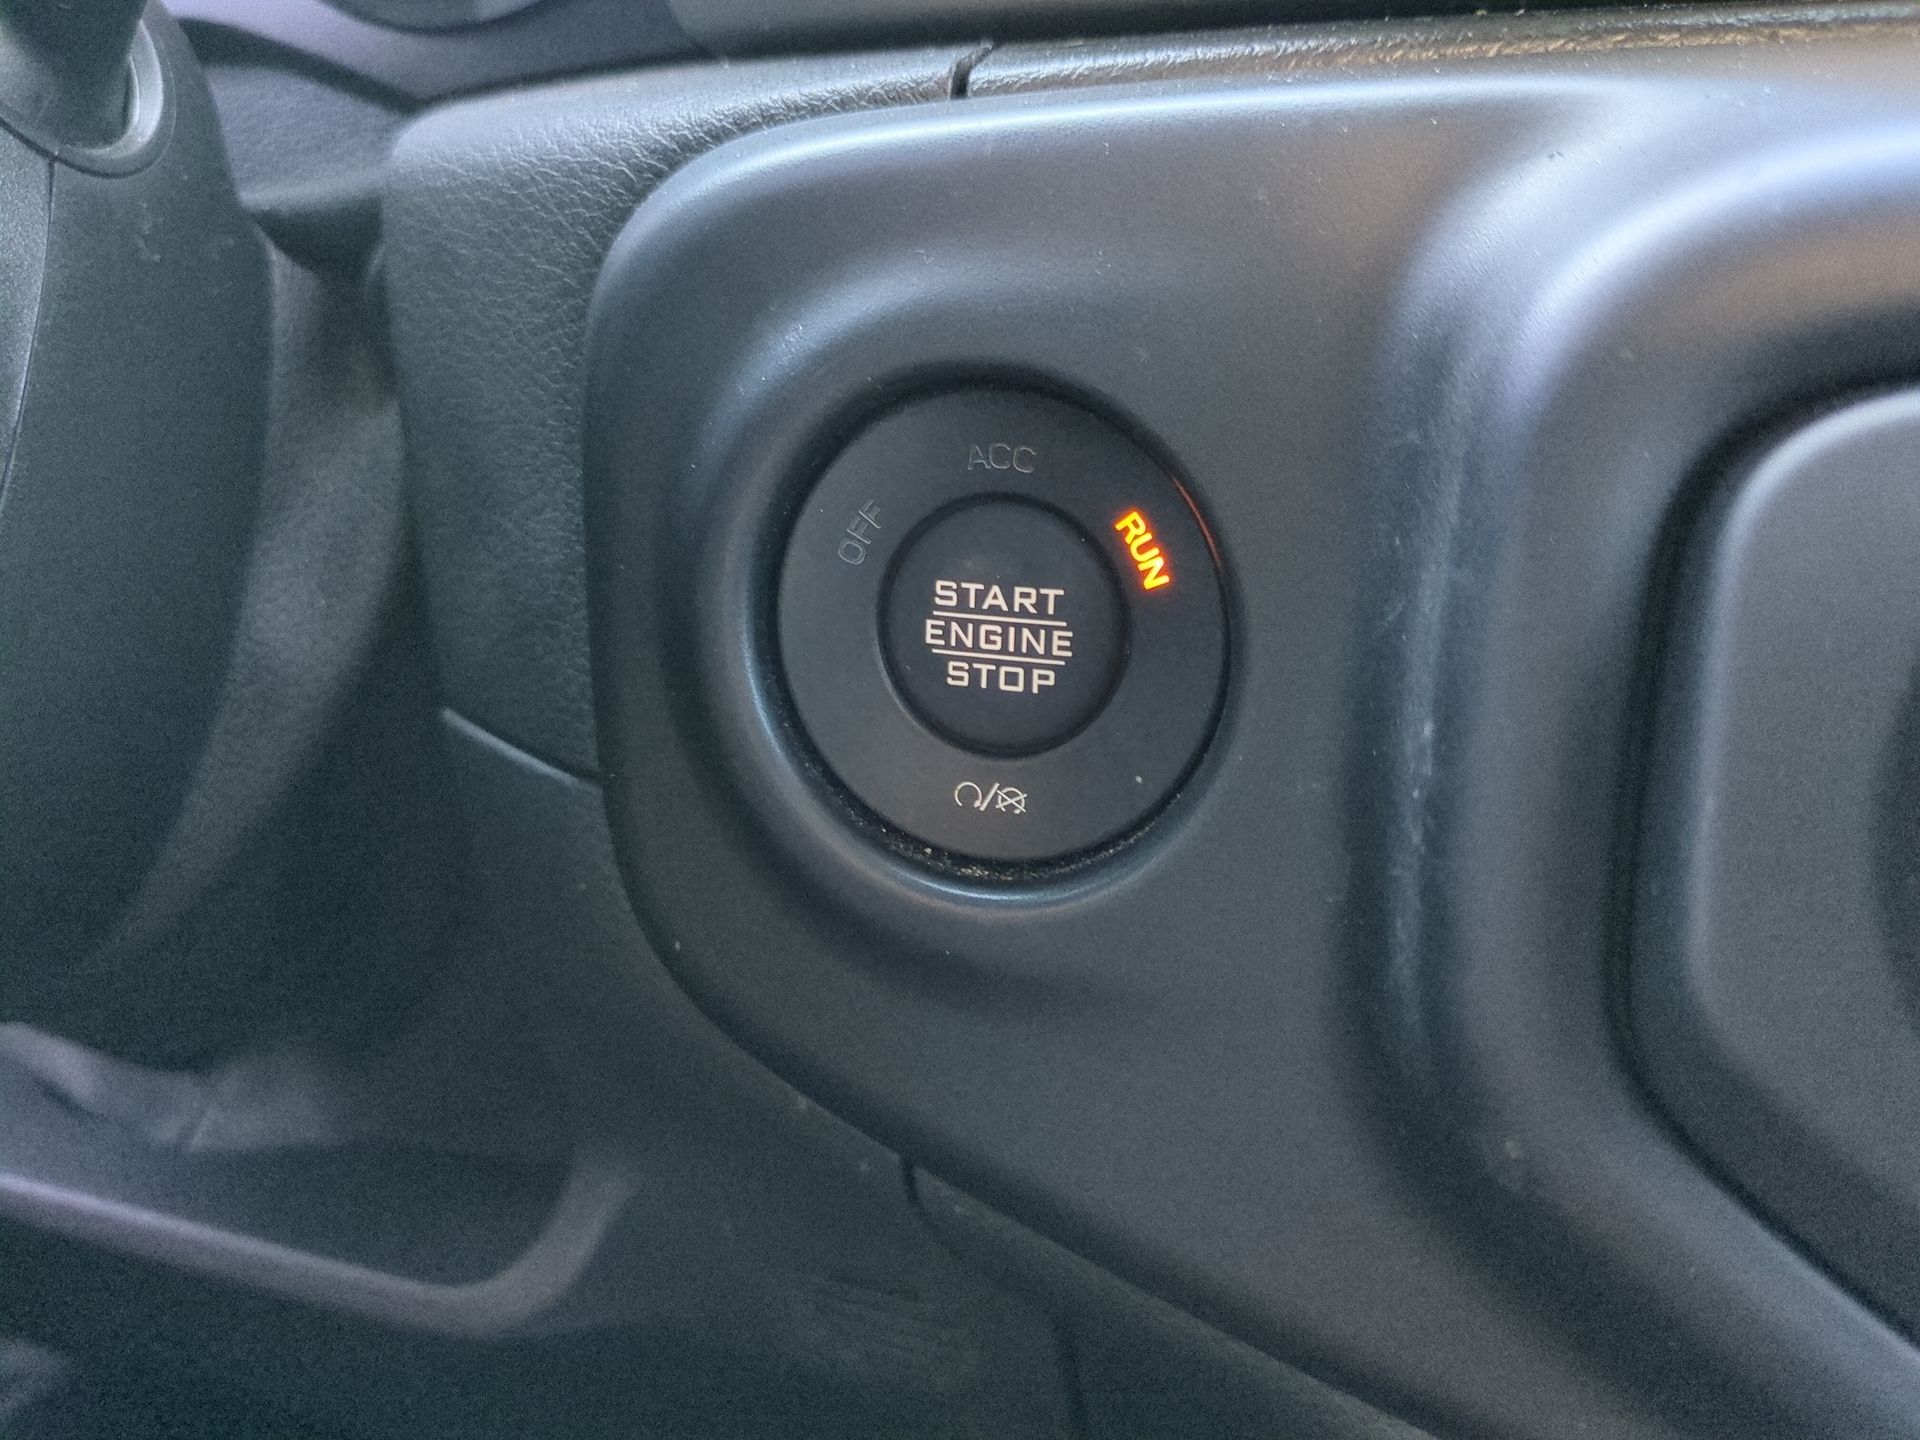 ACC
OFF
RUN
START
ENGINE
STOP